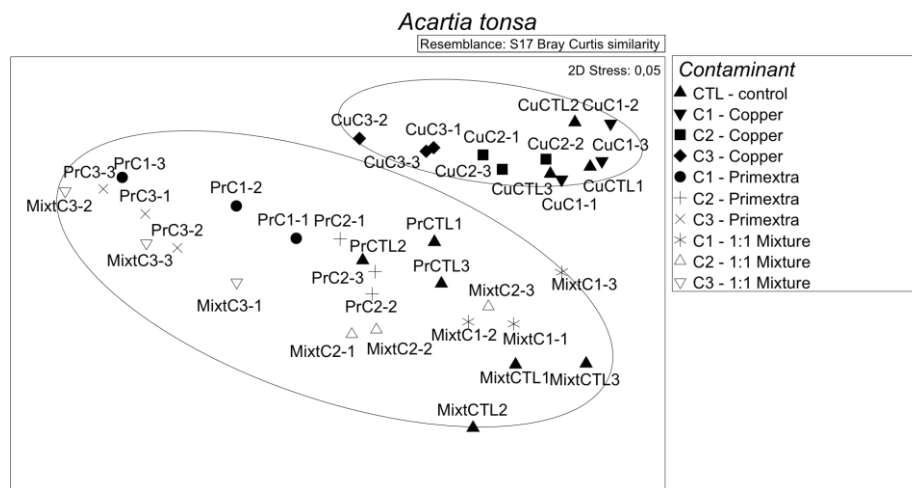 Acartia tonsa
Resemblance: S17 Bray Curtis similarity
2D Stress: 0,05
Contaminant
CTL - control
C1 - Copper
C2 - Copper
C3 - Copper
C1 - Primextra
C2 - Primextra
C3 - Primextra
C1 - 1:1 Mixture
C2 - 1:1 Mixture
C3 - 1:1 Mixture
CuCTL2
CuC1-2
CuC3-2
CuC3-1
CuC2-1
CuC2-2
CuC1-3
CuC3-3
CuC2-3
CuCTL3
CuCTL1
CuC1-1
PrC3-3
PrC1-3
MixtC3-2
PrC3-1
PrC1-2
PrC3-2
PrC1-1
PrC2-1
PrCTL1
MixtC3-3
PrCTL2
PrCTL3
PrC2-3
MixtC1-3
MixtC3-1
PrC2-2
MixtC2-3
MixtC1-2
MixtC1-1
MixtC2-1
MixtC2-2
MixtCTL1
MixtCTL3
MixtCTL2